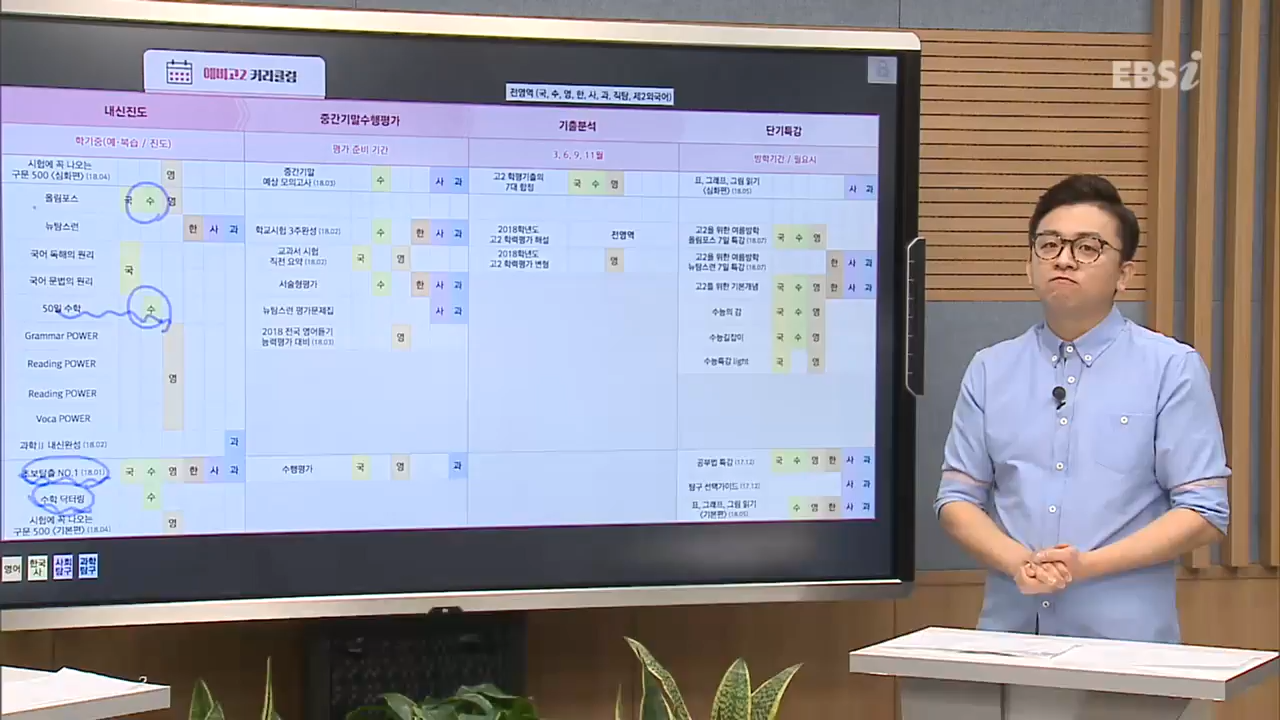 EBSi
예비고2 커리큘럼
전영역 (국, 수, 영, 한, 사, 과, 직탐, 제2외국어)
내신진도
중간기말수행평가
기출분석
단기특강
학기중(예·복습 / 진도)
평가 준비 기간
3, 6, 9, 11월
방학기간 / 필요시
시험에 꼭 나오는
구문 500 <심화편> (18.04)
영
올림포스
국 수 영
뉴탐스런
한 사 과
국어 독해의 원리
국
국어 문법의 원리
50일 수학
수
Grammar POWER
Reading POWER
영
Reading POWER
Voca POWER
과학II 내신완성 (18.02)
과
초보탈출 NO.1 (18.01)
국 수 영 한 사 과
수학 닥터링
수
시험에 꼭 나오는
구문 500 <기본편> (18.04)
영
중간기말
예상 모의고사 (18.03)
수 사 과
학교시험 3주완성 (18.02)
수 한 사 과
교과서 시험
직전 요약 (18.02)
국 영
서술형평가
수 한 사 과
뉴탐스런 평가문제집
사 과
2018 전국 영어듣기
능력평가 대비 (18.03)
영
수행평가
국 영 과
고2 학평기출의
7대 함정
국 수 영
2018학년도
고2 학력평가 해설
전영역
2018학년도
고2 학력평가 변형
영
표, 그래프, 그림 읽기
<심화편> (18.05)
사 과
고2를 위한 여름방학
올림포스 7일 특강 (18.07)
국 수 영
고2를 위한 여름방학
뉴탐스런 7일 특강 (18.07)
한 사 과
고2를 위한 기본개념
국 수 영 한 사 과
수능의 감
국 수 영
수능길잡이
국 수 영
수능특강 light
국 수 영
공부법 특강 (17.12)
국 수 영 한 사 과
탐구 선택가이드 (17.12)
사 과
표, 그래프, 그림 읽기
<기본편> (18.05)
수 영 한 사 과
영어
한국사
사회탐구
과학탐구
2